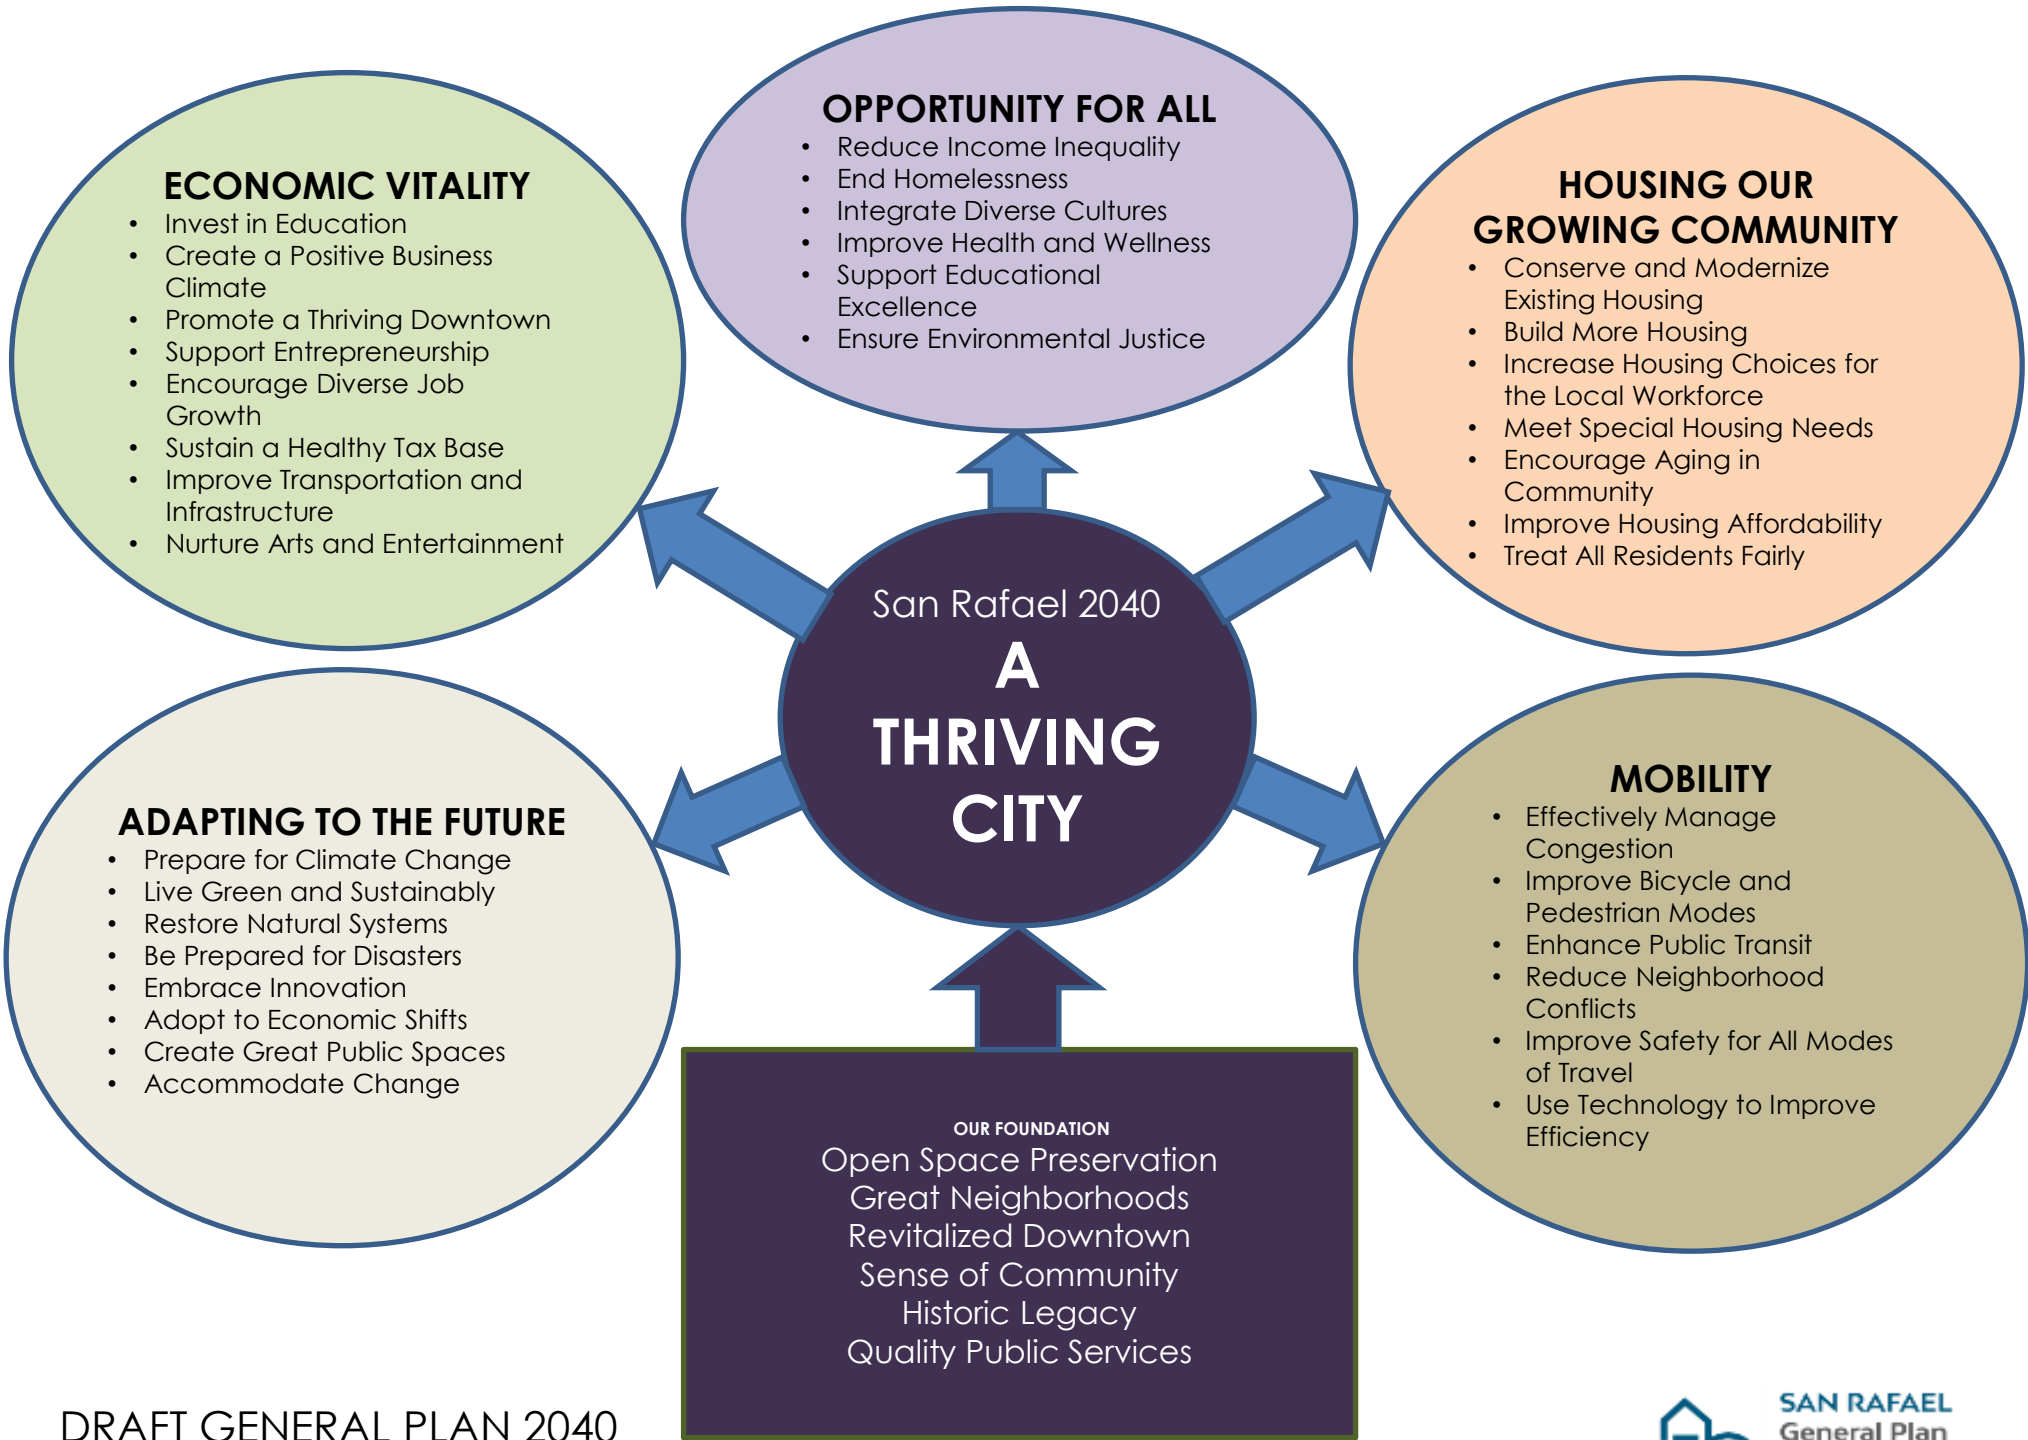 OPPORTUNITY FOR ALL
• Reduce Income Inequality
• End Homelessness
• Integrate Diverse Cultures
• Improve Health and Wellness
• Support Educational
Excellence
• Ensure Environmental Justice
ECONOMIC VITALITY
• Invest in Education
• Create a Positive Business
Climate
• Promote a Thriving Downtown
• Support Entrepreneurship
• Encourage Diverse Job
Growth
• Sustain a Healthy Tax Base
• Improve Transportation and
Infrastructure
• Nurture Arts and Entertainment
HOUSING OUR
GROWING COMMUNITY
• Conserve and Modernize
Existing Housing
• Build More Housing
• Increase Housing Choices for
the Local Workforce
• Meet Special Housing Needs
• Encourage Aging in
Community
• Improve Housing Affordability
• Treat All Residents Fairly
San Rafael 2040
A
THRIVING
CITY
ADAPTING TO THE FUTURE
• Prepare for Climate Change
• Live Green and Sustainably
• Restore Natural Systems
• Be Prepared for Disasters
• Embrace Innovation
• Adopt to Economic Shifts
• Create Great Public Spaces
• Accommodate Change
MOBILITY
• Effectively Manage
Congestion
• Improve Bicycle and
Pedestrian Modes
• Enhance Public Transit
• Reduce Neighborhood
Conflicts
• Improve Safety for All Modes
of Travel
• Use Technology to Improve
Efficiency
OUR FOUNDATION
Open Space Preservation
Great Neighborhoods
Revitalized Downtown
Sense of Community
Historic Legacy
Quality Public Services
DRAFT GENERAL PLAN 2040
SAN RAFAEL
General Plan